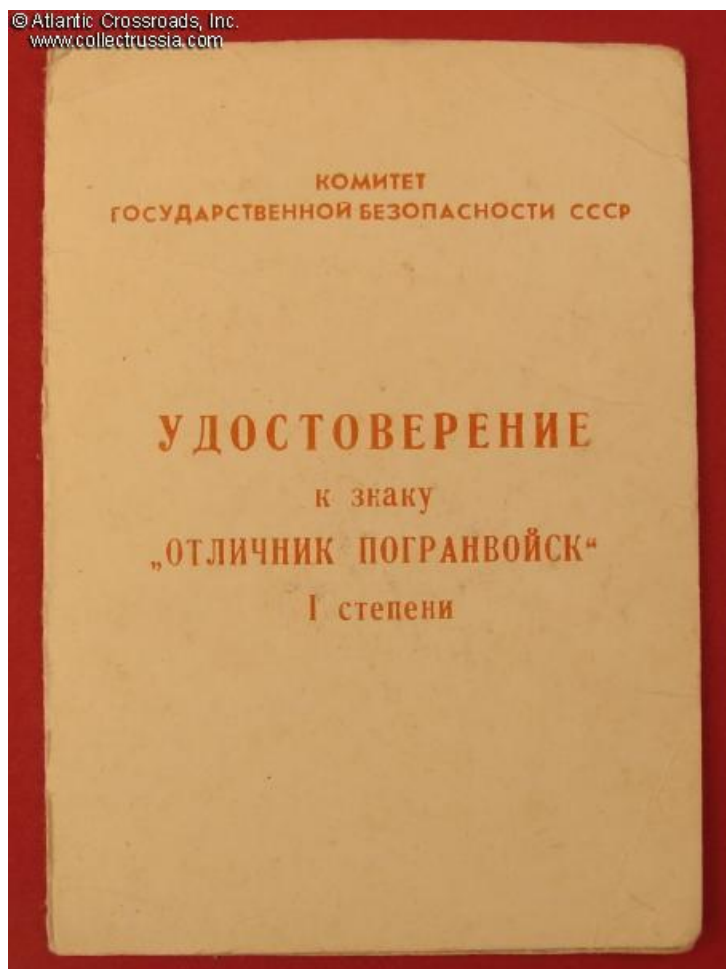 © Atlantic Crossroads, Inc.
www.collectrussia.com
КОМИТЕТ
ГОСУДАРСТВЕННОЙ БЕЗОПАСНОСТИ СССР
УДОСТОВЕРЕНИЕ
к знаку
„ОТЛИЧНИК ПОГРАНВОЙСК“
I степени